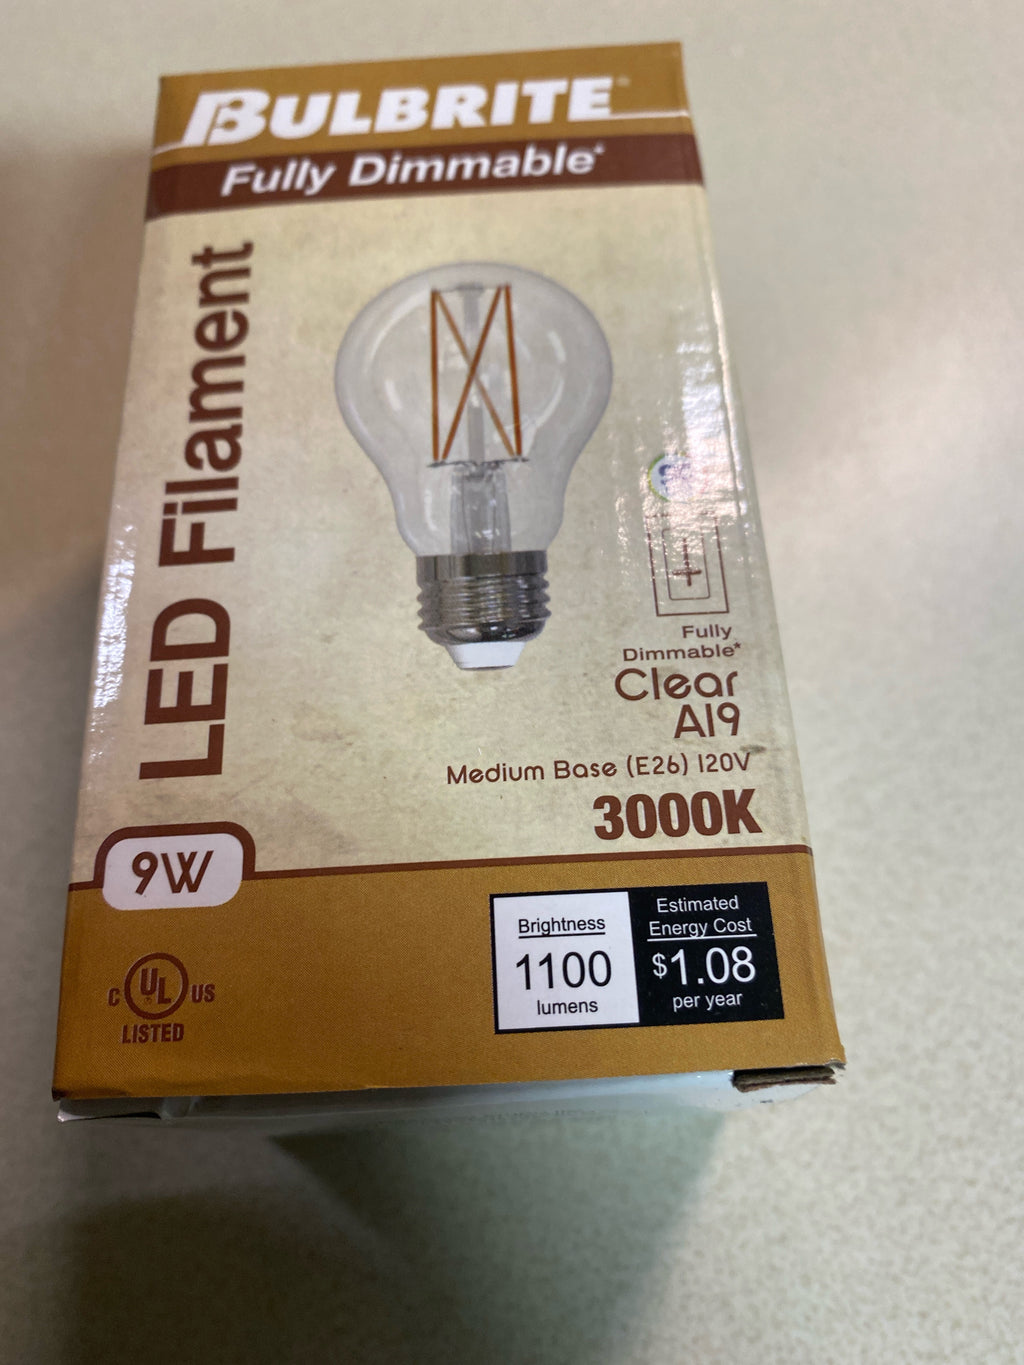 BULBRITE
Fully Dimmable*
LED Filament
Fully
Dimmable*
Clear
A19
Medium Base (E26) 120V
3000K
9W
Brightness
1100
lumens
Estimated
Energy Cost
$1.08
per year
C UL US
LISTED